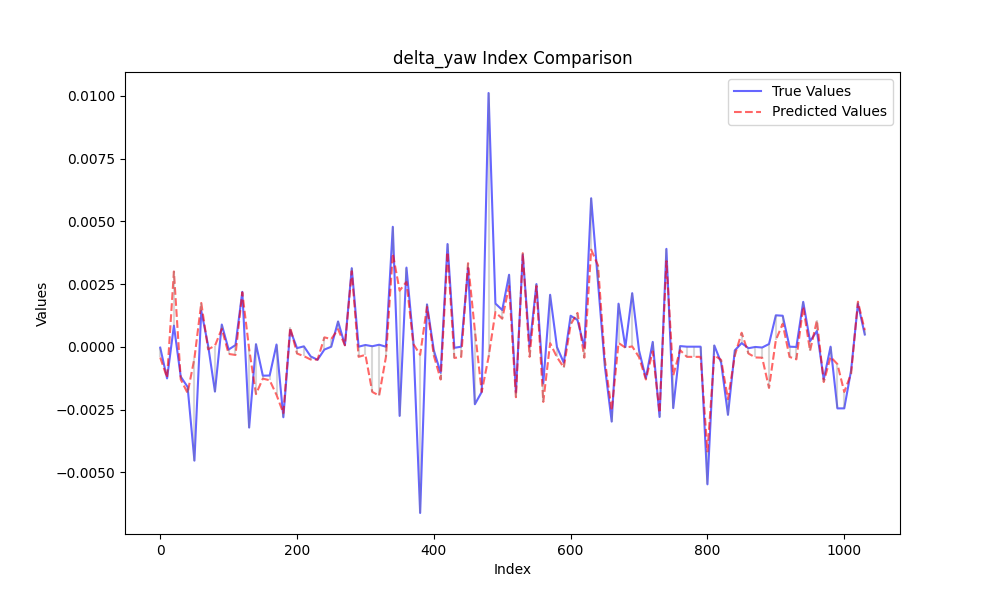 delta_yaw Index Comparison
True Values
Predicted Values
0.0100
0.0075
0.0050
0.0025
0.0000
−0.0025
−0.0050
Values
0 200 400 600 800 1000
Index